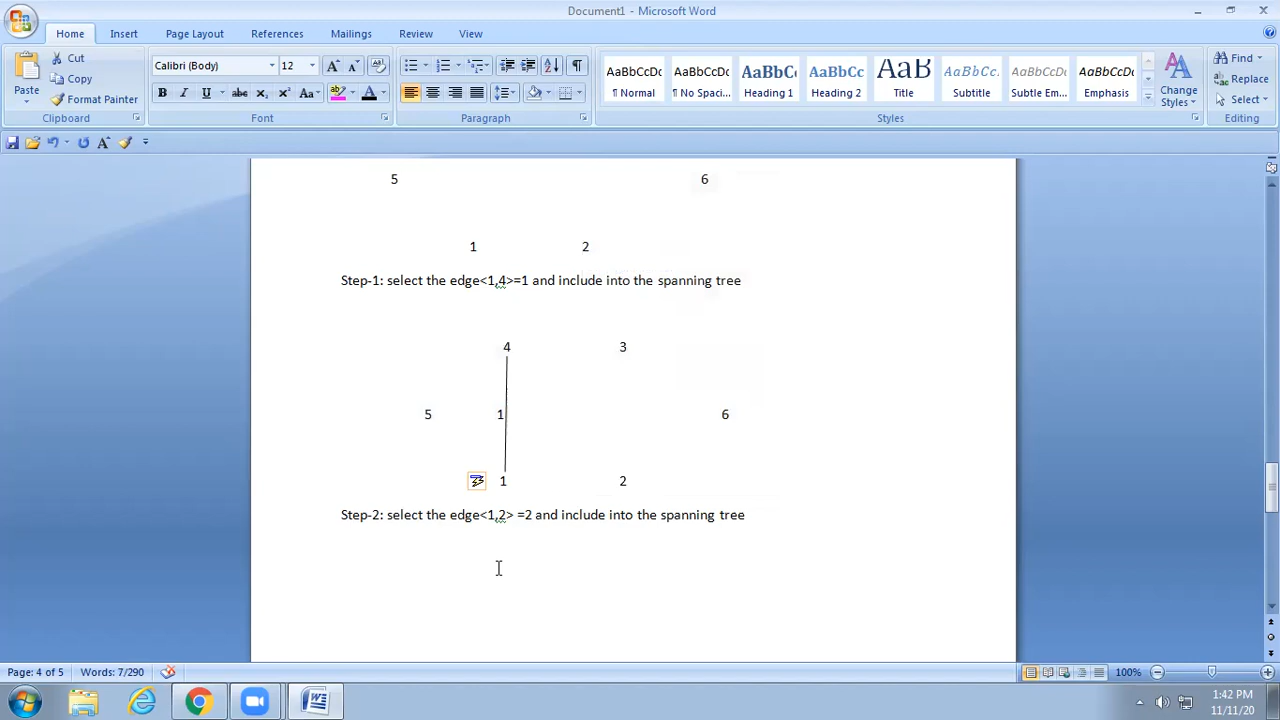 Document1 - Microsoft Word
Home Insert Page Layout References Mailings Review View
Paste
Cut
Copy
Format Painter
Clipboard
Calibri (Body) 12
B I U abc x₂ x² Aa
Font
Paragraph
AaBbCcDc AaBbCcDc AaBbC AaBbCc AaB AaBbCc. AaBbCcDc AaBbCcDc
¶ Normal ¶ No Spaci... Heading 1 Heading 2 Title Subtitle Subtle Em... Emphasis
Change Styles
Styles
Find
Replace
Select
Editing
5 6
1 2
Step-1: select the edge<1,4>=1 and include into the spanning tree
4 3
5 1 6
1 2
Step-2: select the edge<1,2> =2 and include into the spanning tree
Page: 4 of 5 Words: 7/290 100%
1:42 PM
11/11/20